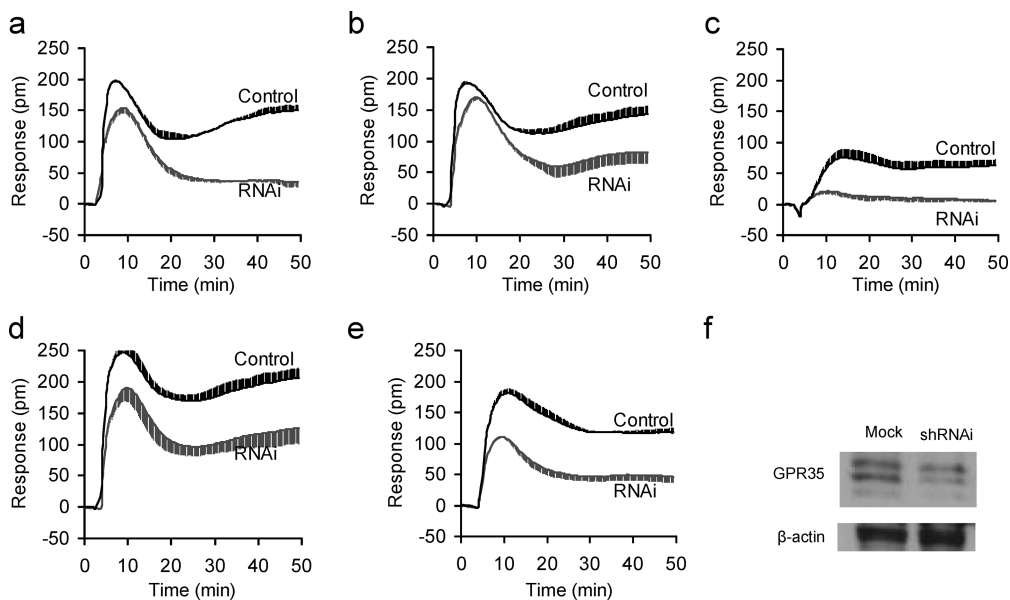 a
250
200
150
100
50
0
-50
Response (pm)
Control
RNAi
0 10 20 30 40 50
Time (min)
b
250
200
150
100
50
0
-50
Response (pm)
Control
RNAi
0 10 20 30 40 50
Time (min)
c
250
200
150
100
50
0
-50
Response (pm)
Control
RNAi
0 10 20 30 40 50
Time (min)
d
250
200
150
100
50
0
-50
Response (pm)
Control
RNAi
0 10 20 30 40 50
Time (min)
e
250
200
150
100
50
0
-50
Response (pm)
Control
RNAi
0 10 20 30 40 50
Time (min)
f
Mock shRNAi
GPR35
β-actin